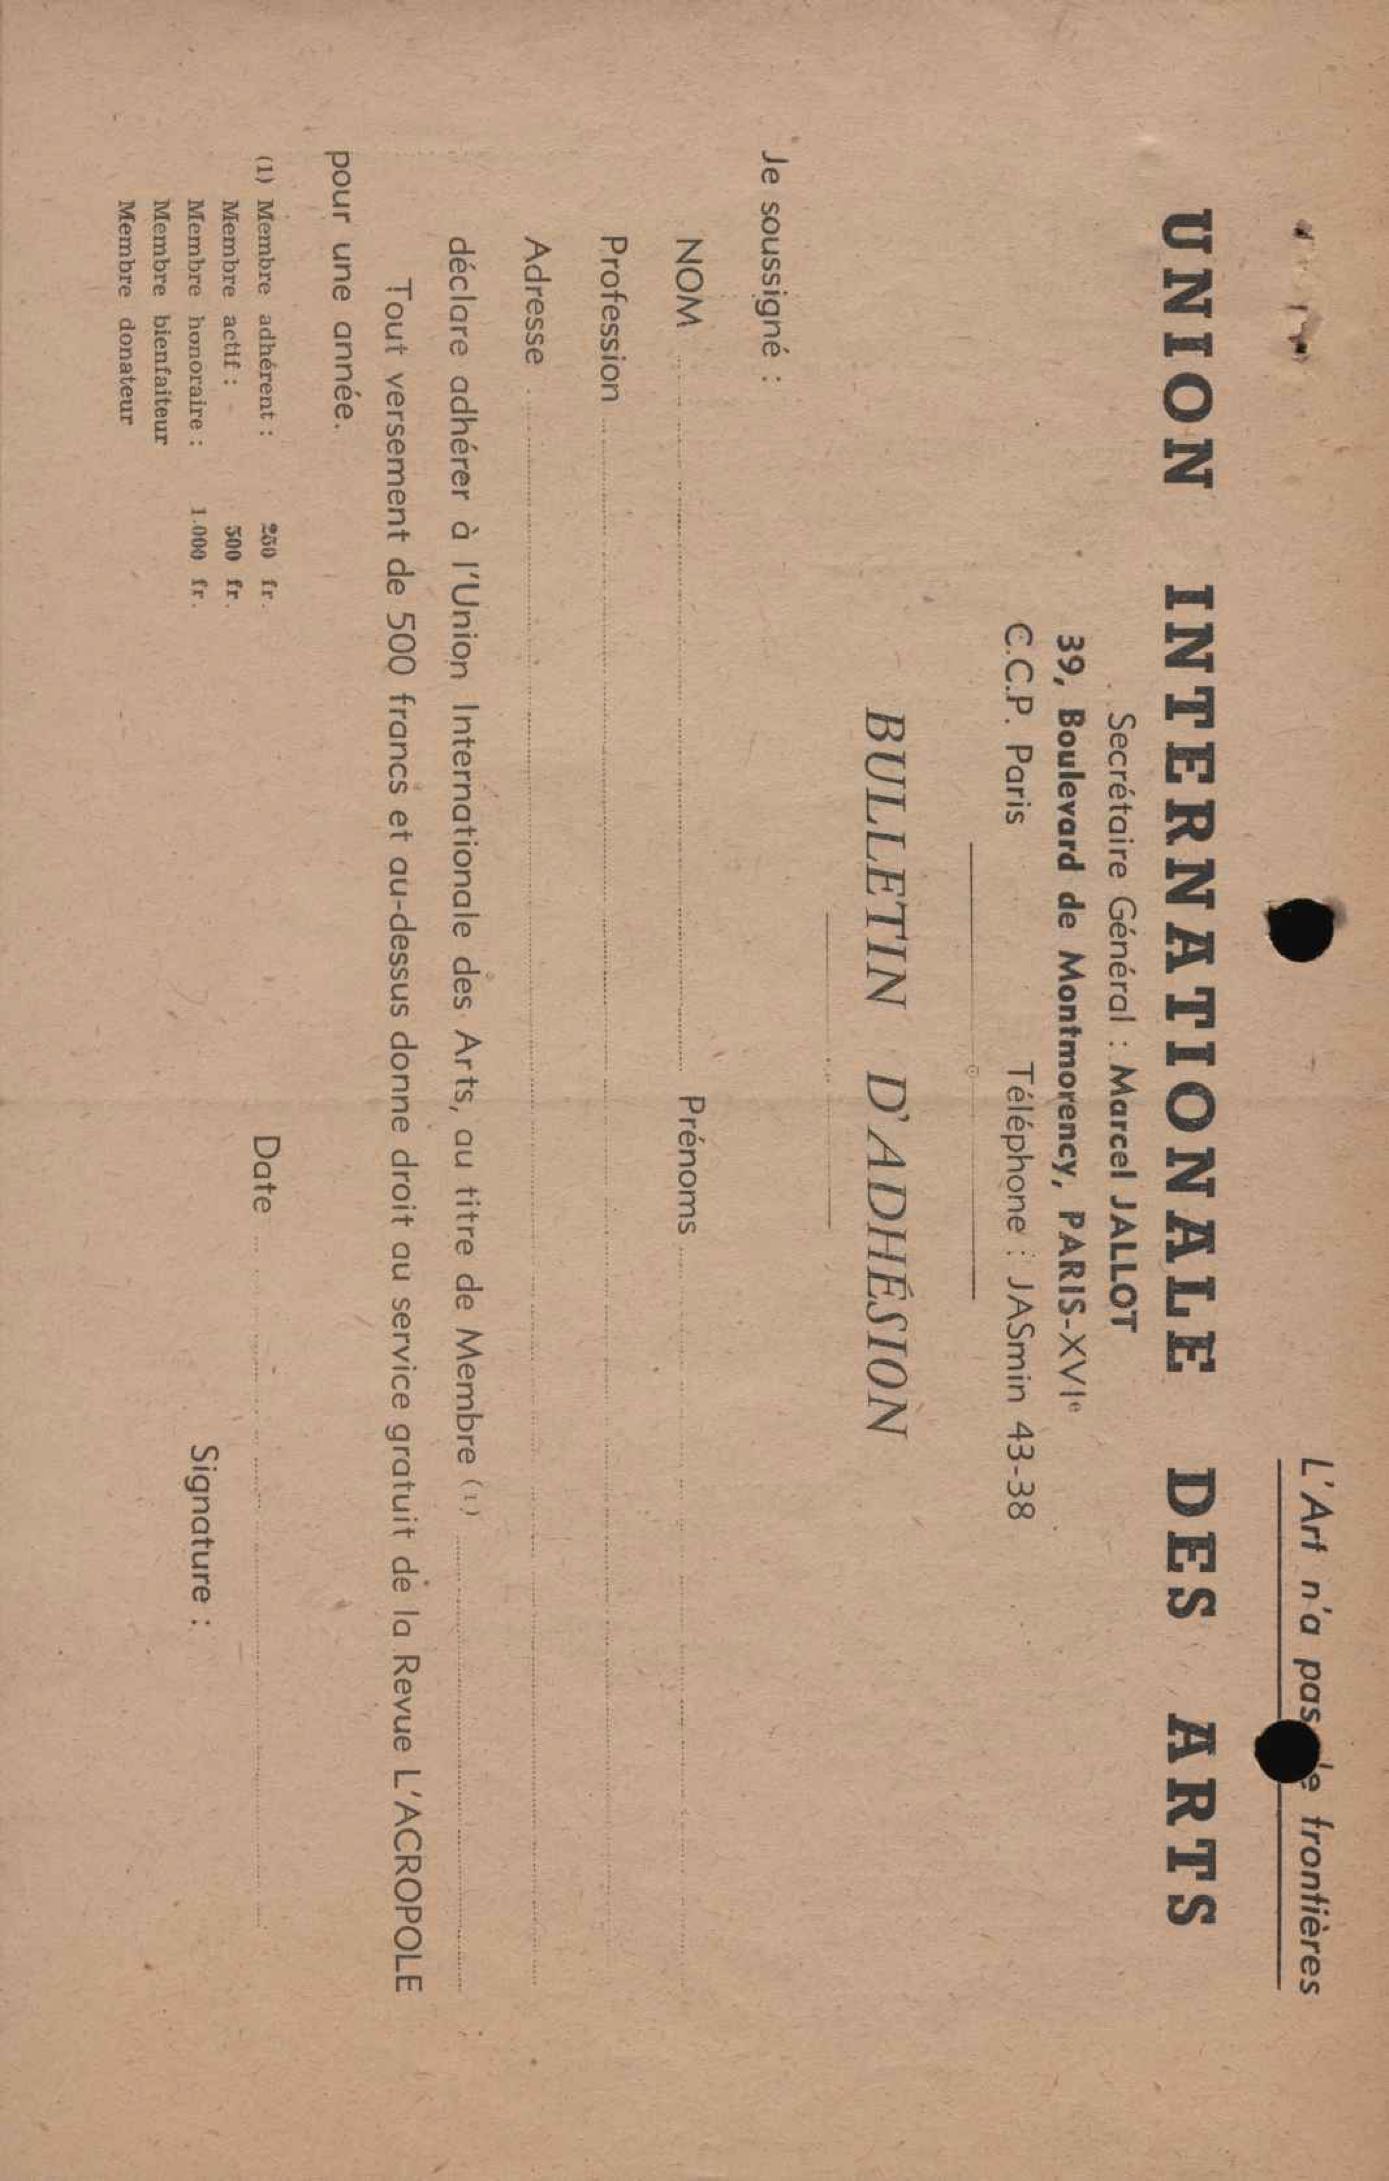 L'Art n'a pas de frontières
UNION INTERNATIONALE DES ARTS
Secrétaire Général : Marcel JALLOT
39, Boulevard de Montmorency, PARIS-XVIe
C.C.P. Paris Téléphone : JASmin 43-38
BULLETIN D'ADHÉSION
Je soussigné :
NOM Prénoms
Profession
Adresse
déclare adhérer à l'Union Internationale des Arts, au titre de Membre (1)
Tout versement de 500 francs et au-dessus donne droit au service gratuit de la Revue L'ACROPOLE
pour une année.
(1) Membre adhérent : 250 fr.
Membre actif : 500 fr.
Membre honoraire : 1.000 fr.
Membre bienfaiteur
Membre donateur
Date
Signature :